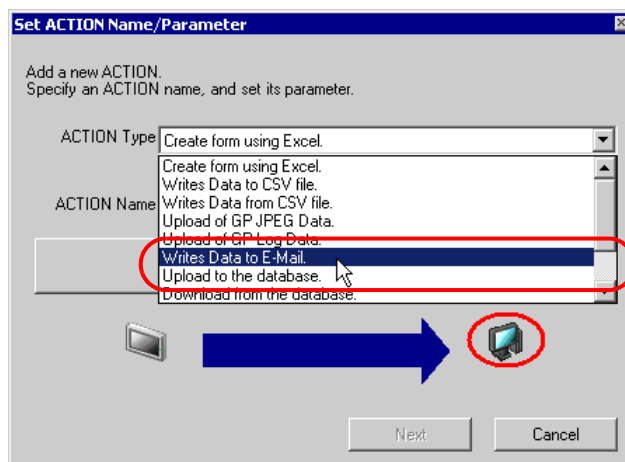 Set ACTION Name/Parameter
Add a new ACTION.
Specify an ACTION name, and set its parameter.
ACTION Type
Create form using Excel.
Create form using Excel.
Writes Data to CSV file.
Writes Data from CSV file.
ACTION Name
Upload of GP JPEG Data.
Upload of GP Log Data.
Writes Data to E-Mail.
Upload to the database.
Download from the database.
Next
Cancel